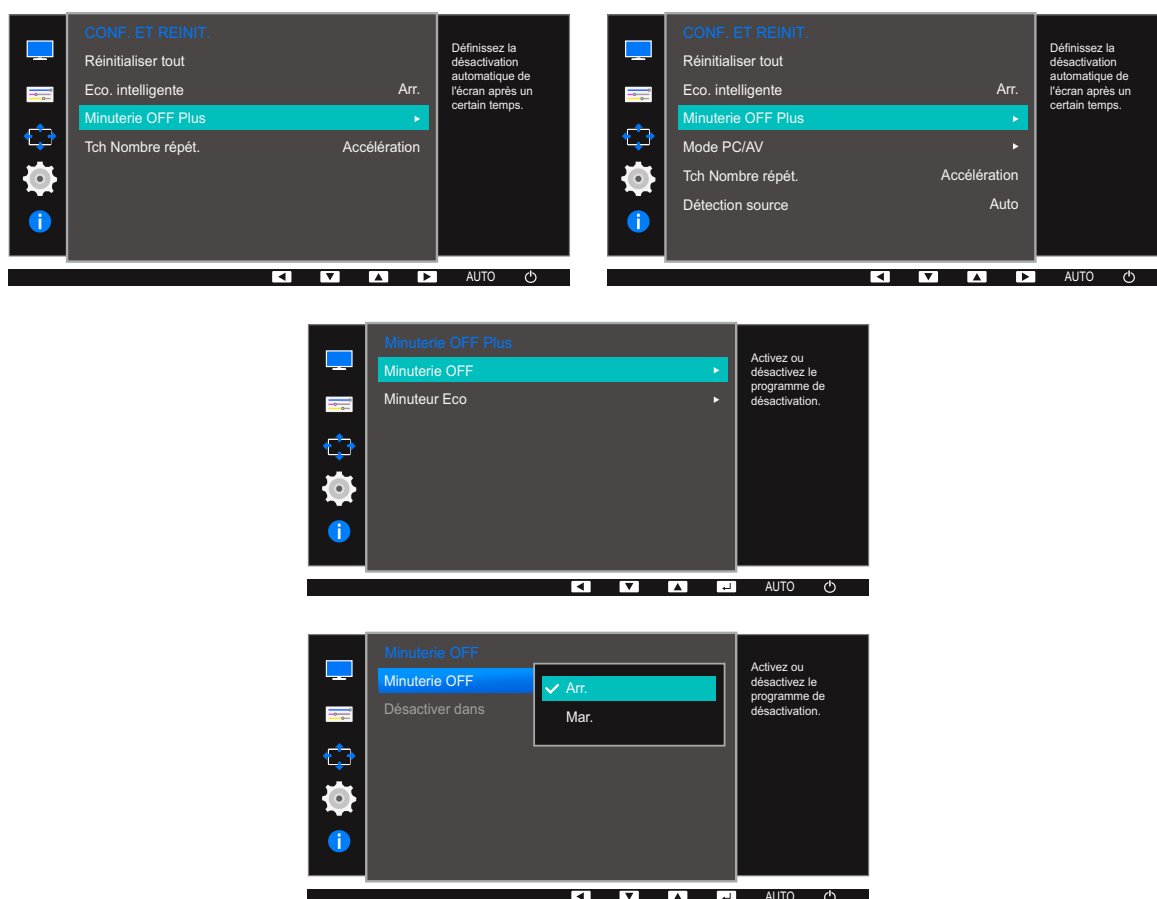 CONF. ET REINIT.
Réinitialiser tout
Eco. intelligente Arr.
Minuterie OFF Plus
Tch Nombre répét. Accélération
Définissez la
désactivation
automatique de
l'écran après un
certain temps.
AUTO
CONF. ET REINIT.
Réinitialiser tout
Eco. intelligente Arr.
Minuterie OFF Plus
Mode PC/AV
Tch Nombre répét. Accélération
Détection source Auto
Définissez la
désactivation
automatique de
l'écran après un
certain temps.
AUTO
Minuterie OFF Plus
Minuterie OFF
Minuteur Eco
Activez ou
désactivez le
programme de
désactivation.
AUTO
Minuterie OFF
Minuterie OFF
Désactiver dans
Arr.
Mar.
Activez ou
désactivez le
programme de
désactivation.
AUTO